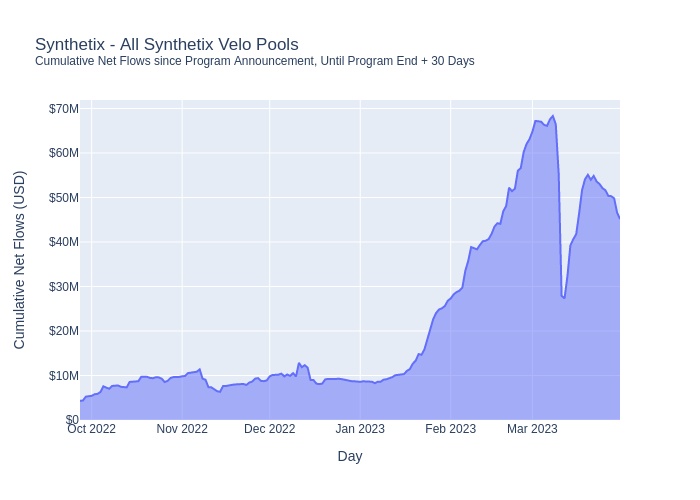 Synthetix - All Synthetix Velo Pools
Cumulative Net Flows since Program Announcement, Until Program End + 30 Days
$70M
$60M
$50M
$40M
$30M
$20M
$10M
$0
Cumulative Net Flows (USD)
Oct 2022 Nov 2022 Dec 2022 Jan 2023 Feb 2023 Mar 2023
Day